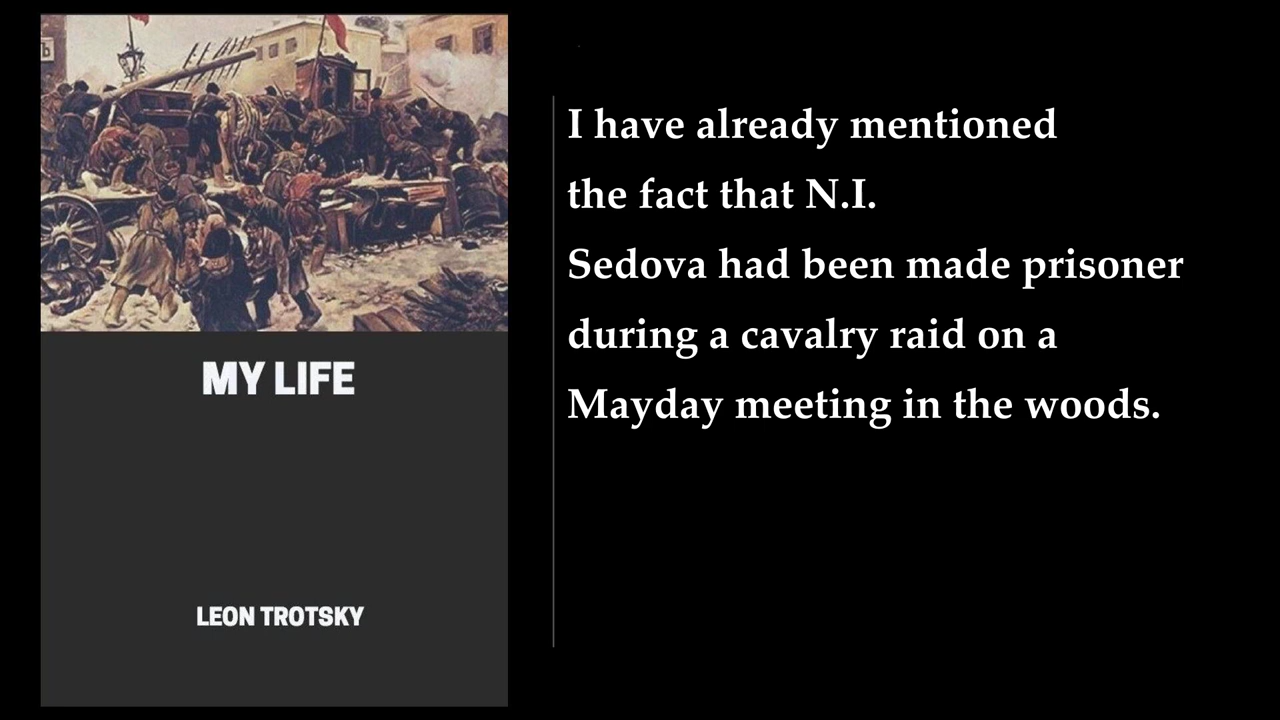 MY LIFE
LEON TROTSKY
I have already mentioned
the fact that N.I.
Sedova had been made prisoner
during a cavalry raid on a
Mayday meeting in the woods.